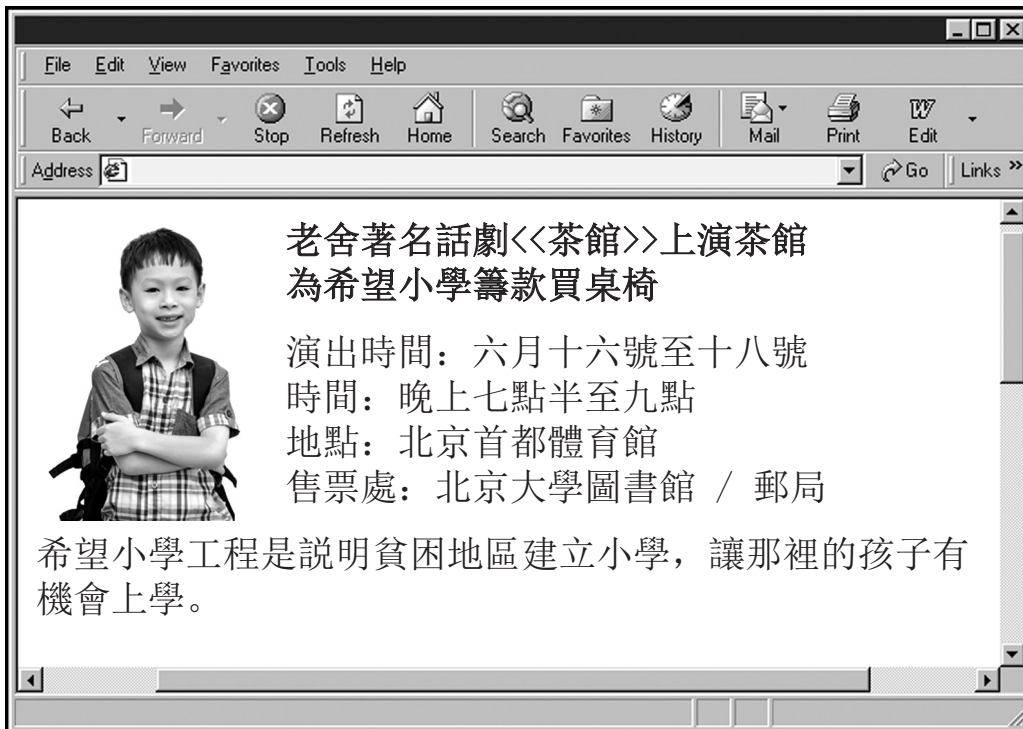 File Edit View Favorites Tools Help
Back Forward Stop Refresh Home Search Favorites History Mail Print Edit
Address Go Links »
老舍著名話劇<<茶館>>上演茶館
為希望小學籌款買桌椅
演出時間：六月十六號至十八號
時間：晚上七點半至九點
地點：北京首都體育館
售票處：北京大學圖書館 / 郵局
希望小學工程是説明貧困地區建立小學，讓那裡的孩子有
機會上學。